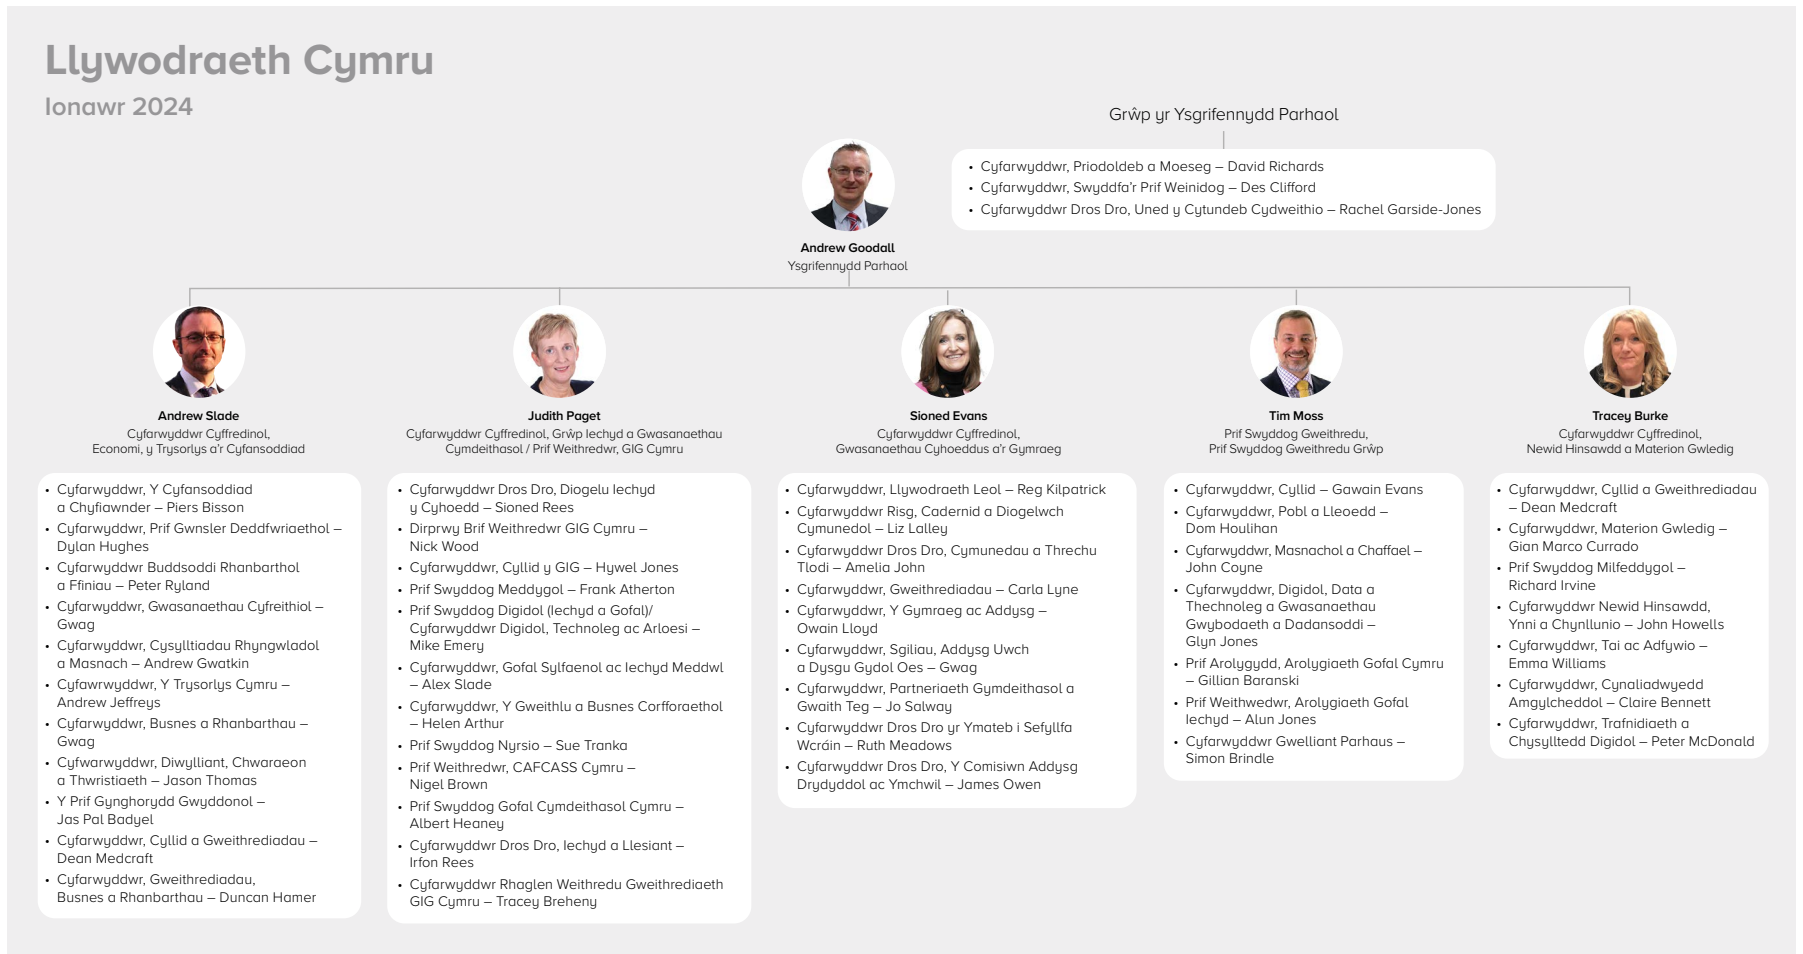 Llywodraeth Cymru
Ionawr 2024
Grŵp yr Ysgrifennydd Parhaol
• Cyfarwyddwr, Priodoldeb a Moeseg – David Richards
• Cyfarwyddwr, Swyddfa'r Prif Weinidog – Des Clifford
• Cyfarwyddwr Dros Dro, Uned y Cytundeb Cydweithio – Rachel Garside-Jones
Andrew Goodall
Ysgrifennydd Parhaol
Andrew Slade
Cyfarwyddwr Cyffredinol,
Economi, y Trysorlys a'r Cyfansoddiad
• Cyfarwyddwr, Y Cyfansoddiad
a Chyfiawnder – Piers Bisson
• Cyfarwyddwr, Prif Gwnsler Deddfwriaethol –
Dylan Hughes
• Cyfarwyddwr Buddsoddi Rhanbarthol
a Ffiniau – Peter Ryland
• Cyfarwyddwr, Gwasanaethau Cyfreithiol –
Gwag
• Cyfarwyddwr, Cysylltiadau Rhyngwladol
a Masnach – Andrew Gwatkin
• Cyfawrwyddwr, Y Trysorlys Cymru –
Andrew Jeffreys
• Cyfarwyddwr, Busnes a Rhanbarthau –
Gwag
• Cyfwarwyddwr, Diwylliant, Chwaraeon
a Thwristiaeth – Jason Thomas
• Y Prif Gynghorydd Gwyddonol –
Jas Pal Badyel
• Cyfarwyddwr, Cyllid a Gweithrediadau –
Dean Medcraft
• Cyfarwyddwr, Gweithrediadau,
Busnes a Rhanbarthau – Duncan Hamer
Judith Paget
Cyfarwyddwr Cyffredinol, Grŵp Iechyd a Gwasanaethau
Cymdeithasol / Prif Weithredwr, GIG Cymru
• Cyfarwyddwr Dros Dro, Diogelu Iechyd
y Cyhoedd – Sioned Rees
• Dirprwy Brif Weithredwr GIG Cymru –
Nick Wood
• Cyfarwyddwr, Cyllid y GIG – Hywel Jones
• Prif Swyddog Meddygol – Frank Atherton
• Prif Swyddog Digidol (Iechyd a Gofal)/
Cyfarwyddwr Digidol, Technoleg ac Arloesi –
Mike Emery
• Cyfarwyddwr, Gofal Sylfaenol ac Iechyd Meddwl
– Alex Slade
• Cyfarwyddwr, Y Gweithlu a Busnes Corfforaethol
– Helen Arthur
• Prif Swyddog Nyrsio – Sue Tranka
• Prif Weithredwr, CAFCASS Cymru –
Nigel Brown
• Prif Swyddog Gofal Cymdeithasol Cymru –
Albert Heaney
• Cyfarwyddwr Dros Dro, Iechyd a Llesiant –
Irfon Rees
• Cyfarwyddwr Rhaglen Weithredu Gweithrediaeth
GIG Cymru – Tracey Breheny
Sioned Evans
Cyfarwyddwr Cyffredinol,
Gwasanaethau Cyhoeddus a'r Gymraeg
• Cyfarwyddwr, Llywodraeth Leol – Reg Kilpatrick
• Cyfarwyddwr Risg, Cadernid a Diogelwch
Cymunedol – Liz Lalley
• Cyfarwyddwr Dros Dro, Cymunedau a Threchu
Tlodi – Amelia John
• Cyfarwyddwr, Gweithrediadau – Carla Lyne
• Cyfarwyddwr, Y Gymraeg ac Addysg –
Owain Lloyd
• Cyfarwyddwr, Sgiliau, Addysg Uwch
a Dysgu Gydol Oes – Gwag
• Cyfarwyddwr, Partneriaeth Gymdeithasol a
Gwaith Teg – Jo Salway
• Cyfarwyddwr Dros Dro yr Ymateb i Sefyllfa
Wcráin – Ruth Meadows
• Cyfarwyddwr Dros Dro, Y Comisiwn Addysg
Drydyddol ac Ymchwil – James Owen
Tim Moss
Prif Swyddog Gweithredu,
Prif Swyddog Gweithredu Grŵp
• Cyfarwyddwr, Cyllid – Gawain Evans
• Cyfarwyddwr, Pobl a Lleoedd –
Dom Houlihan
• Cyfarwyddwr, Masnachol a Chaffael –
John Coyne
• Cyfarwyddwr, Digidol, Data a
Thechnoleg a Gwasanaethau
Gwybodaeth a Dadansoddi –
Glyn Jones
• Prif Arolygydd, Arolygiaeth Gofal Cymru
– Gillian Baranski
• Prif Weithwedwr, Arolygiaeth Gofal
Iechyd – Alun Jones
• Cyfarwyddwr Gwelliant Parhaus –
Simon Brindle
Tracey Burke
Cyfarwyddwr Cyffredinol,
Newid Hinsawdd a Materion Gwledig
• Cyfarwyddwr, Cyllid a Gweithrediadau
– Dean Medcraft
• Cyfarwyddwr, Materion Gwledig –
Gian Marco Currado
• Prif Swyddog Milfeddygol –
Richard Irvine
• Cyfarwyddwr Newid Hinsawdd,
Ynni a Chynllunio – John Howells
• Cyfarwyddwr, Tai ac Adfywio –
Emma Williams
• Cyfarwyddwr, Cynaliadwyedd
Amgylcheddol – Claire Bennett
• Cyfarwyddwr, Trafnidiaeth a
Chysylltedd Digidol – Peter McDonald